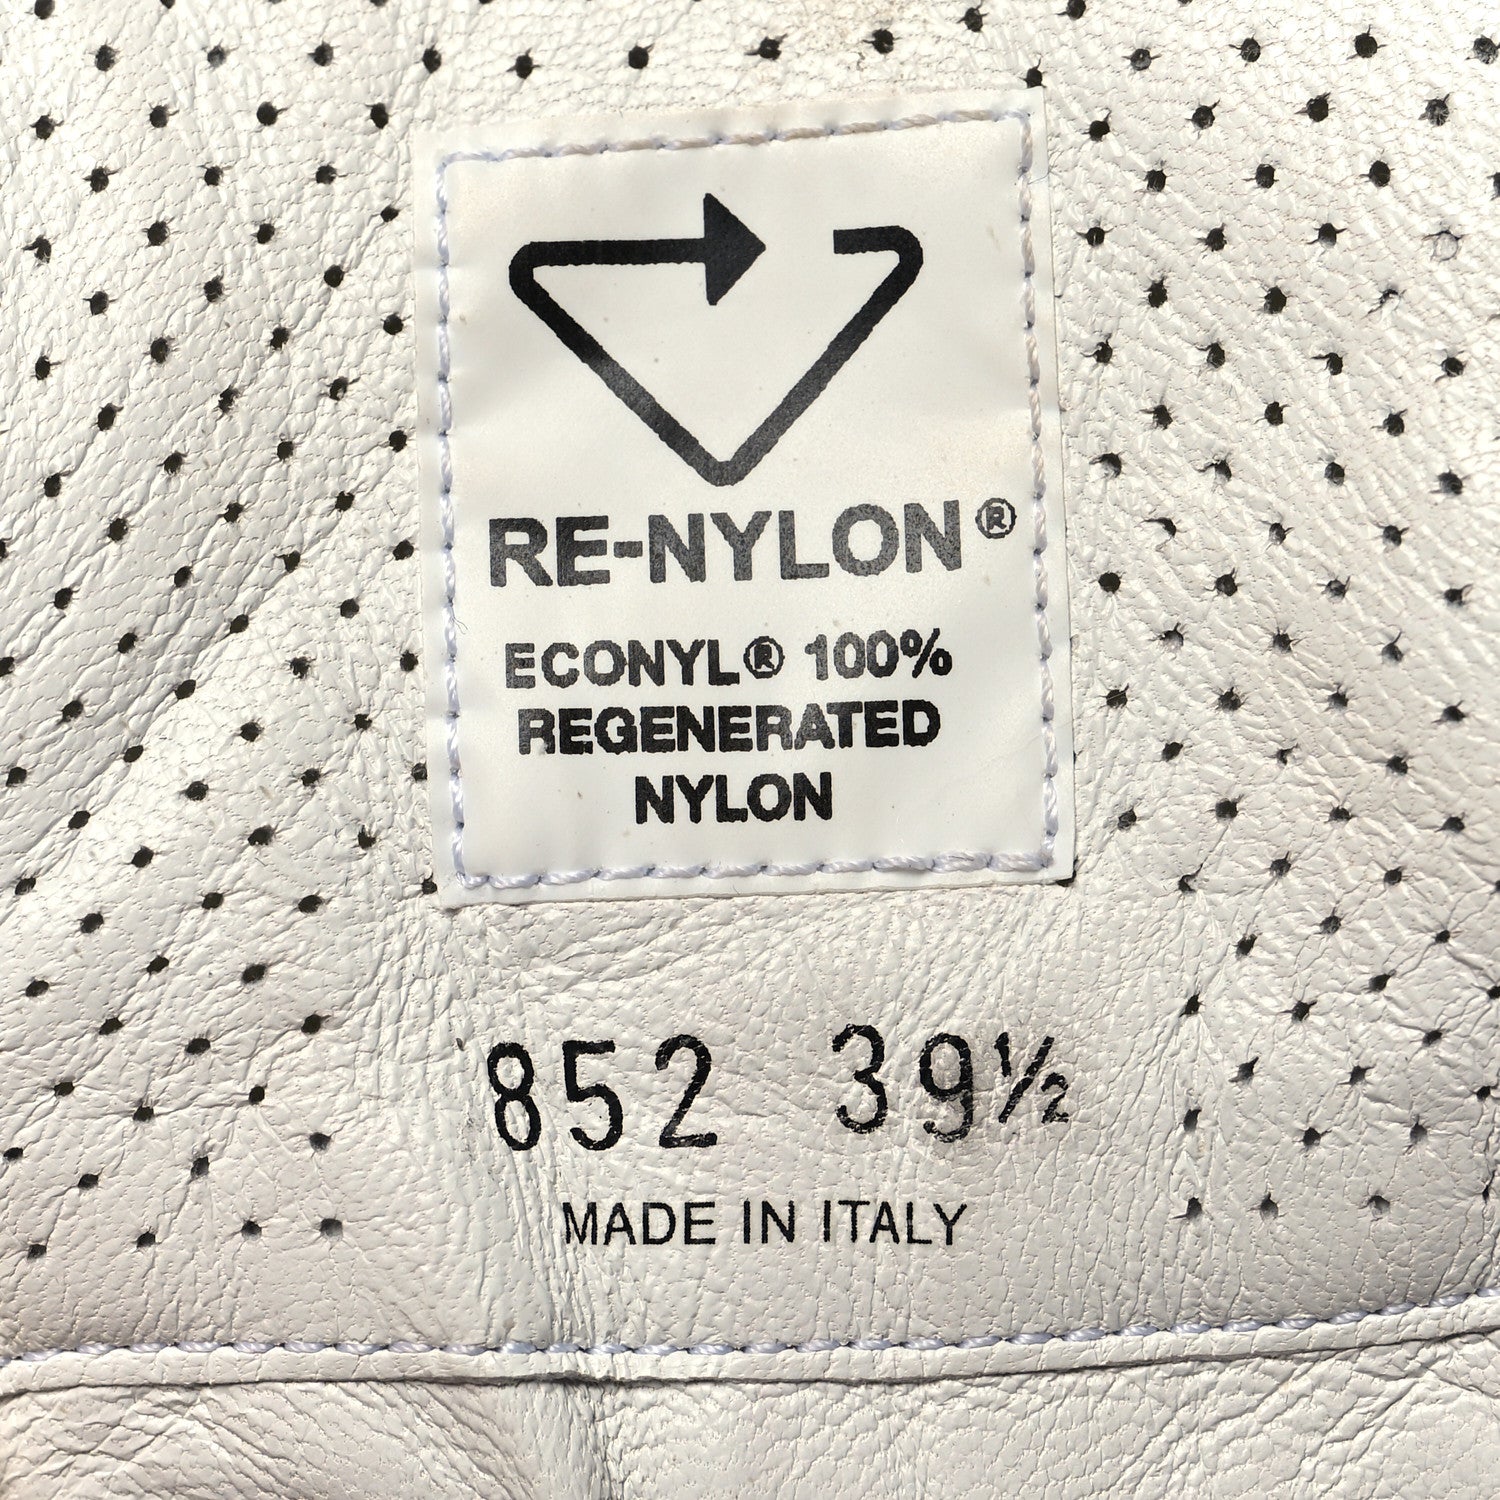 RE-NYLON®
ECONYL® 100%
REGENERATED
NYLON
852 39½
MADE IN ITALY